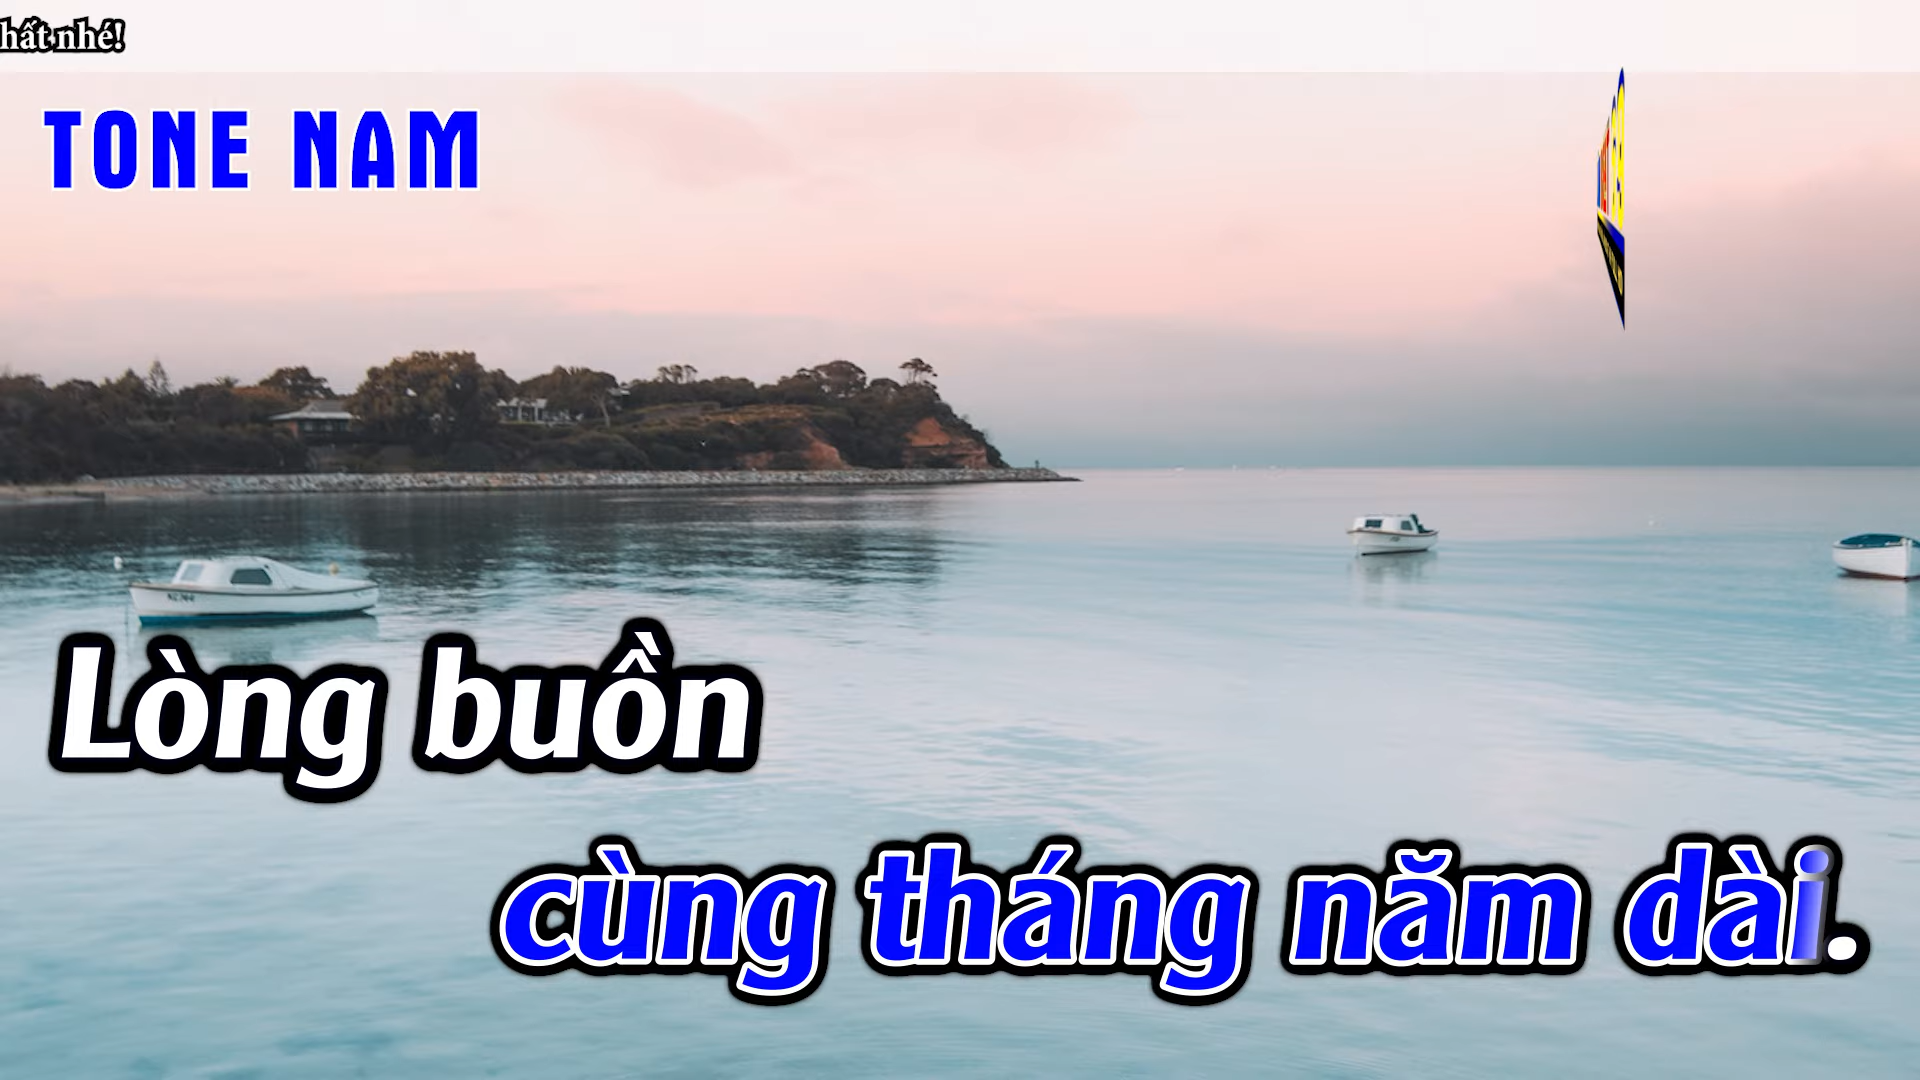 hất nhé!
TONE NAM
Lòng buồn
cùng tháng năm dài.